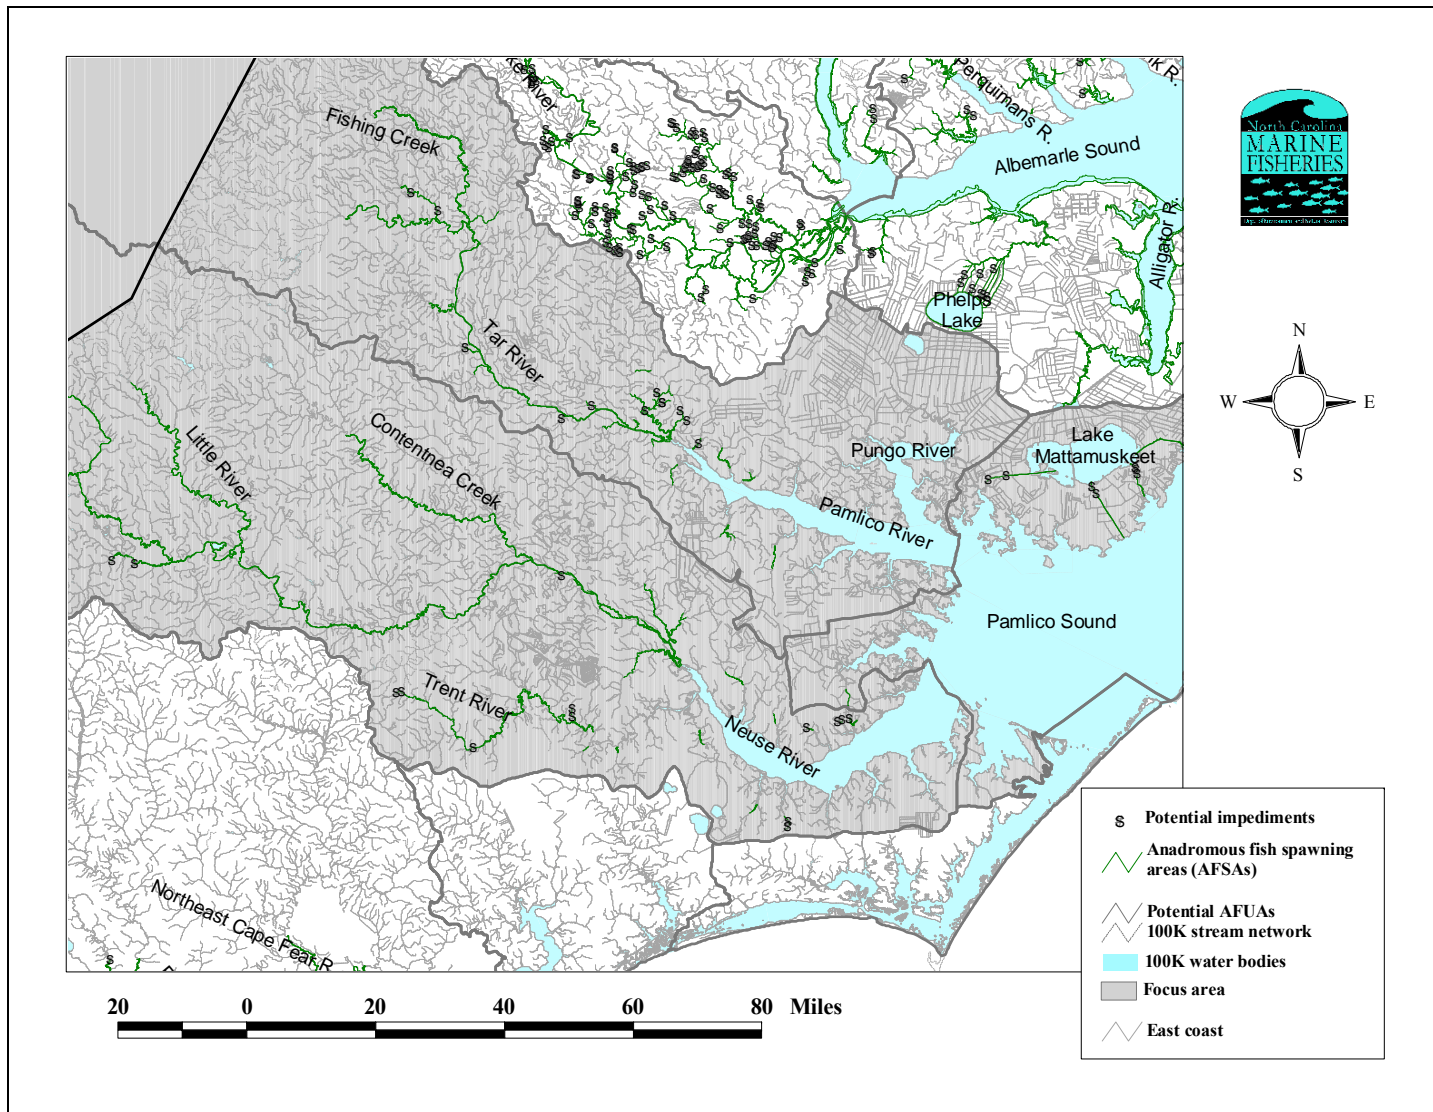 ke River
Perquimans R.
k R.
Fishing Creek
Albemarle Sound
North Carolina
MARINE
FISHERIES
Alligator R.
Phelps
Lake
Tar River
N
W
E
S
Contentnea Creek
Little River
Pungo River
Lake
Mattamuskeet
Pamlico River
Pamlico Sound
Trent River
Neuse River
Northeast Cape Fear R.
Potential impediments
Anadromous fish spawning
areas (AFSAs)
Potential AFUAs
100K stream network
100K water bodies
Focus area
East coast
20 0 20 40 60 80 Miles